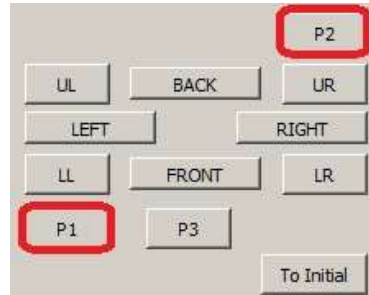 P2
UL BACK UR
LEFT RIGHT
LL FRONT LR
P1 P3
To Initial